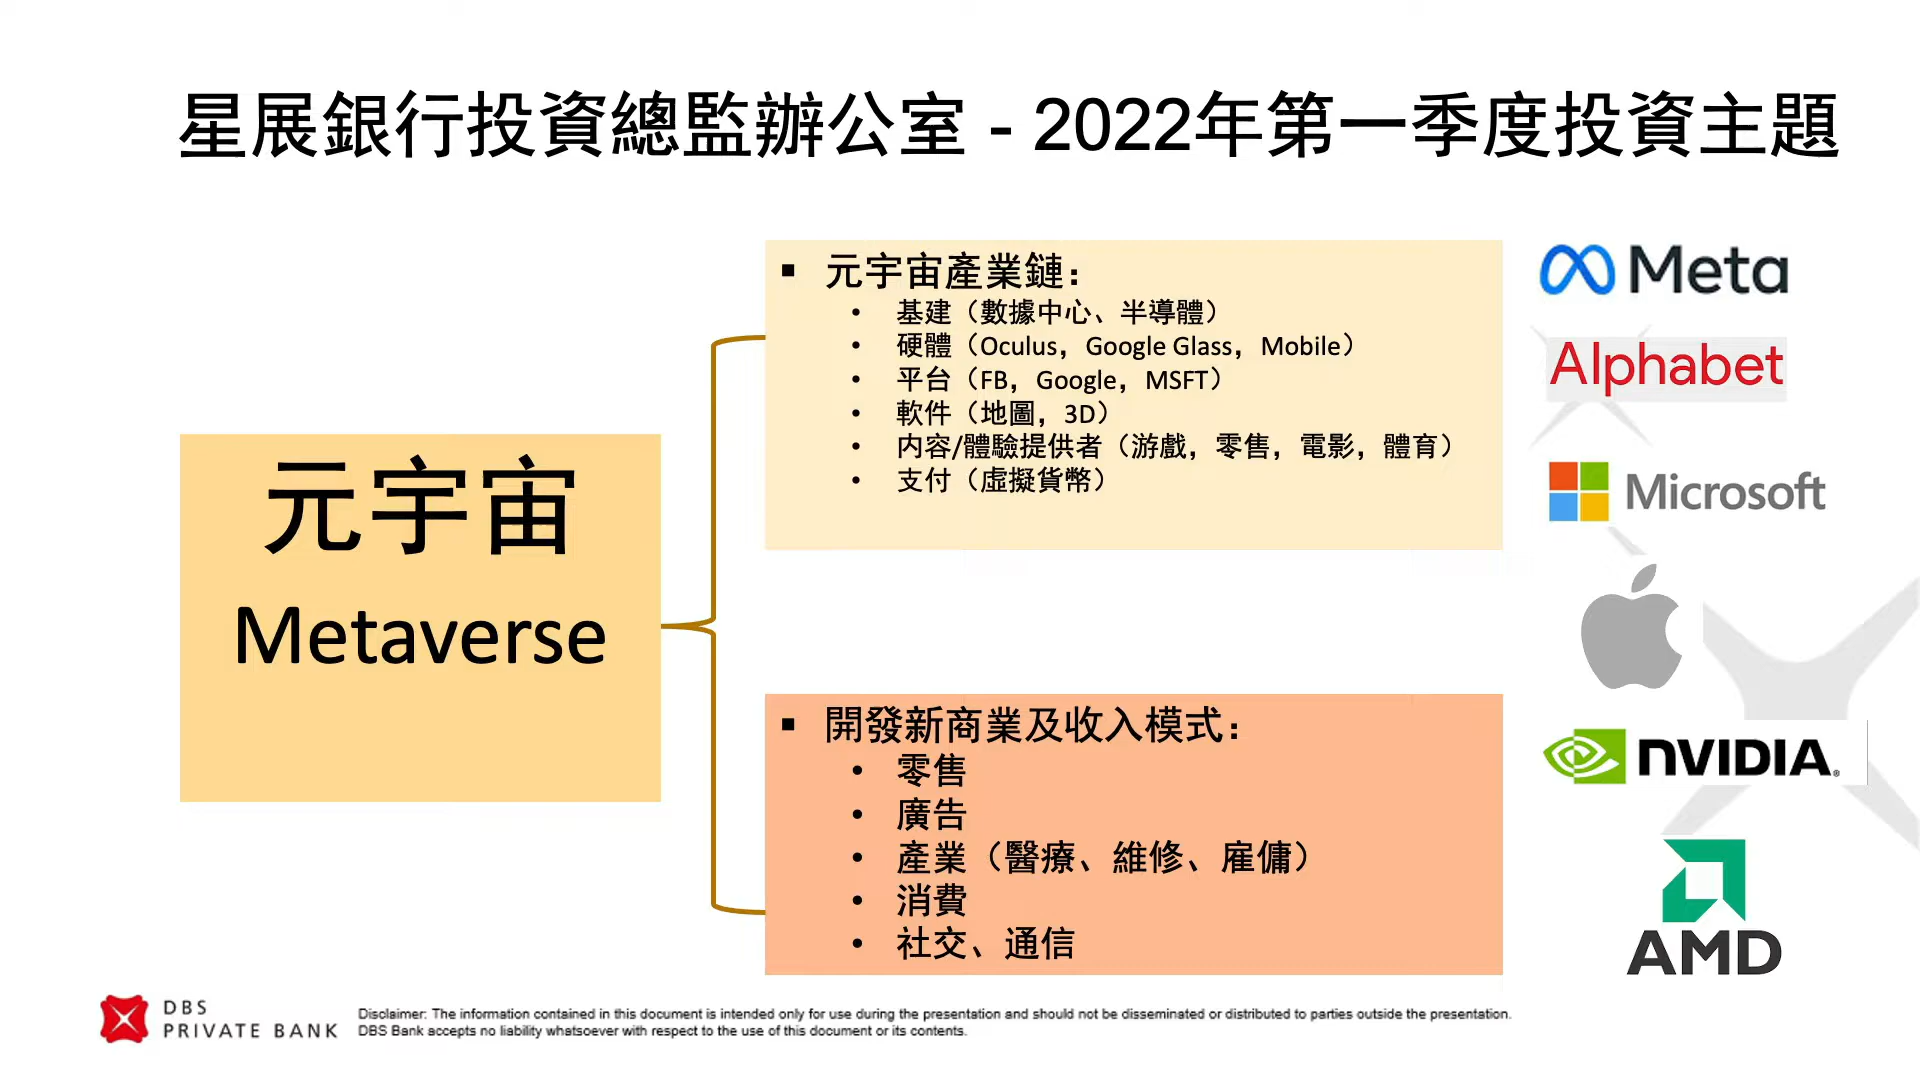 星展銀行投資總監辦公室 - 2022年第一季度投資主題
元宇宙
Metaverse
▪ 元宇宙產業鏈：
• 基建（數據中心、半導體）
• 硬體（Oculus，Google Glass，Mobile）
• 平台（FB，Google，MSFT）
• 軟件（地圖，3D）
• 内容/體驗提供者（游戲，零售，電影，體育）
• 支付（虛擬貨幣）
▪ 開發新商業及收入模式：
• 零售
• 廣告
• 產業（醫療、維修、雇傭）
• 消費
• 社交、通信
Meta
Alphabet
Microsoft
NVIDIA®
AMD
DBS
PRIVATE BANK
Disclaimer: The information contained in this document is intended only for use during the presentation and should not be disseminated or distributed to parties outside the presentation.
DBS Bank accepts no liability whatsoever with respect to the use of this document or its contents.